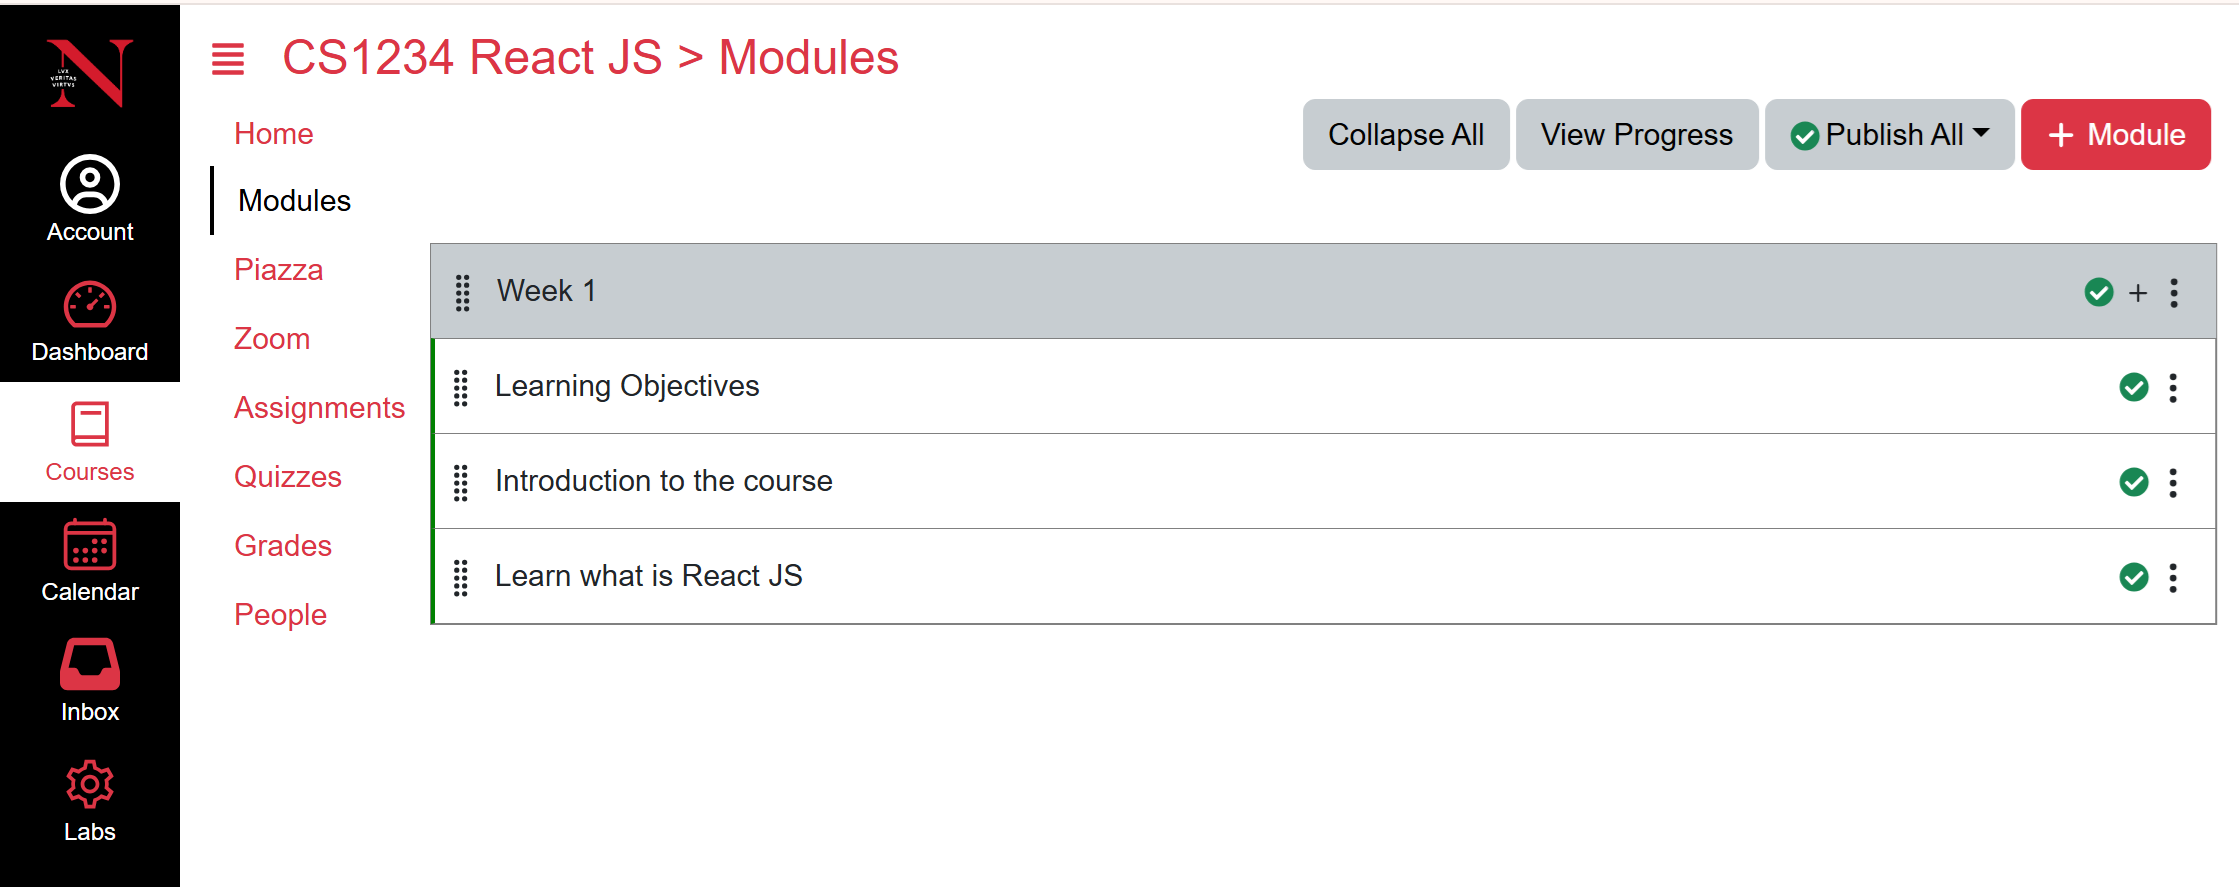 LVX
VERITAS
VIRTVS
Account
Dashboard
Courses
Calendar
Inbox
Labs
CS1234 React JS > Modules
Home
Modules
Piazza
Zoom
Assignments
Quizzes
Grades
People
Collapse All
View Progress
Publish All
+ Module
Week 1
Learning Objectives
Introduction to the course
Learn what is React JS